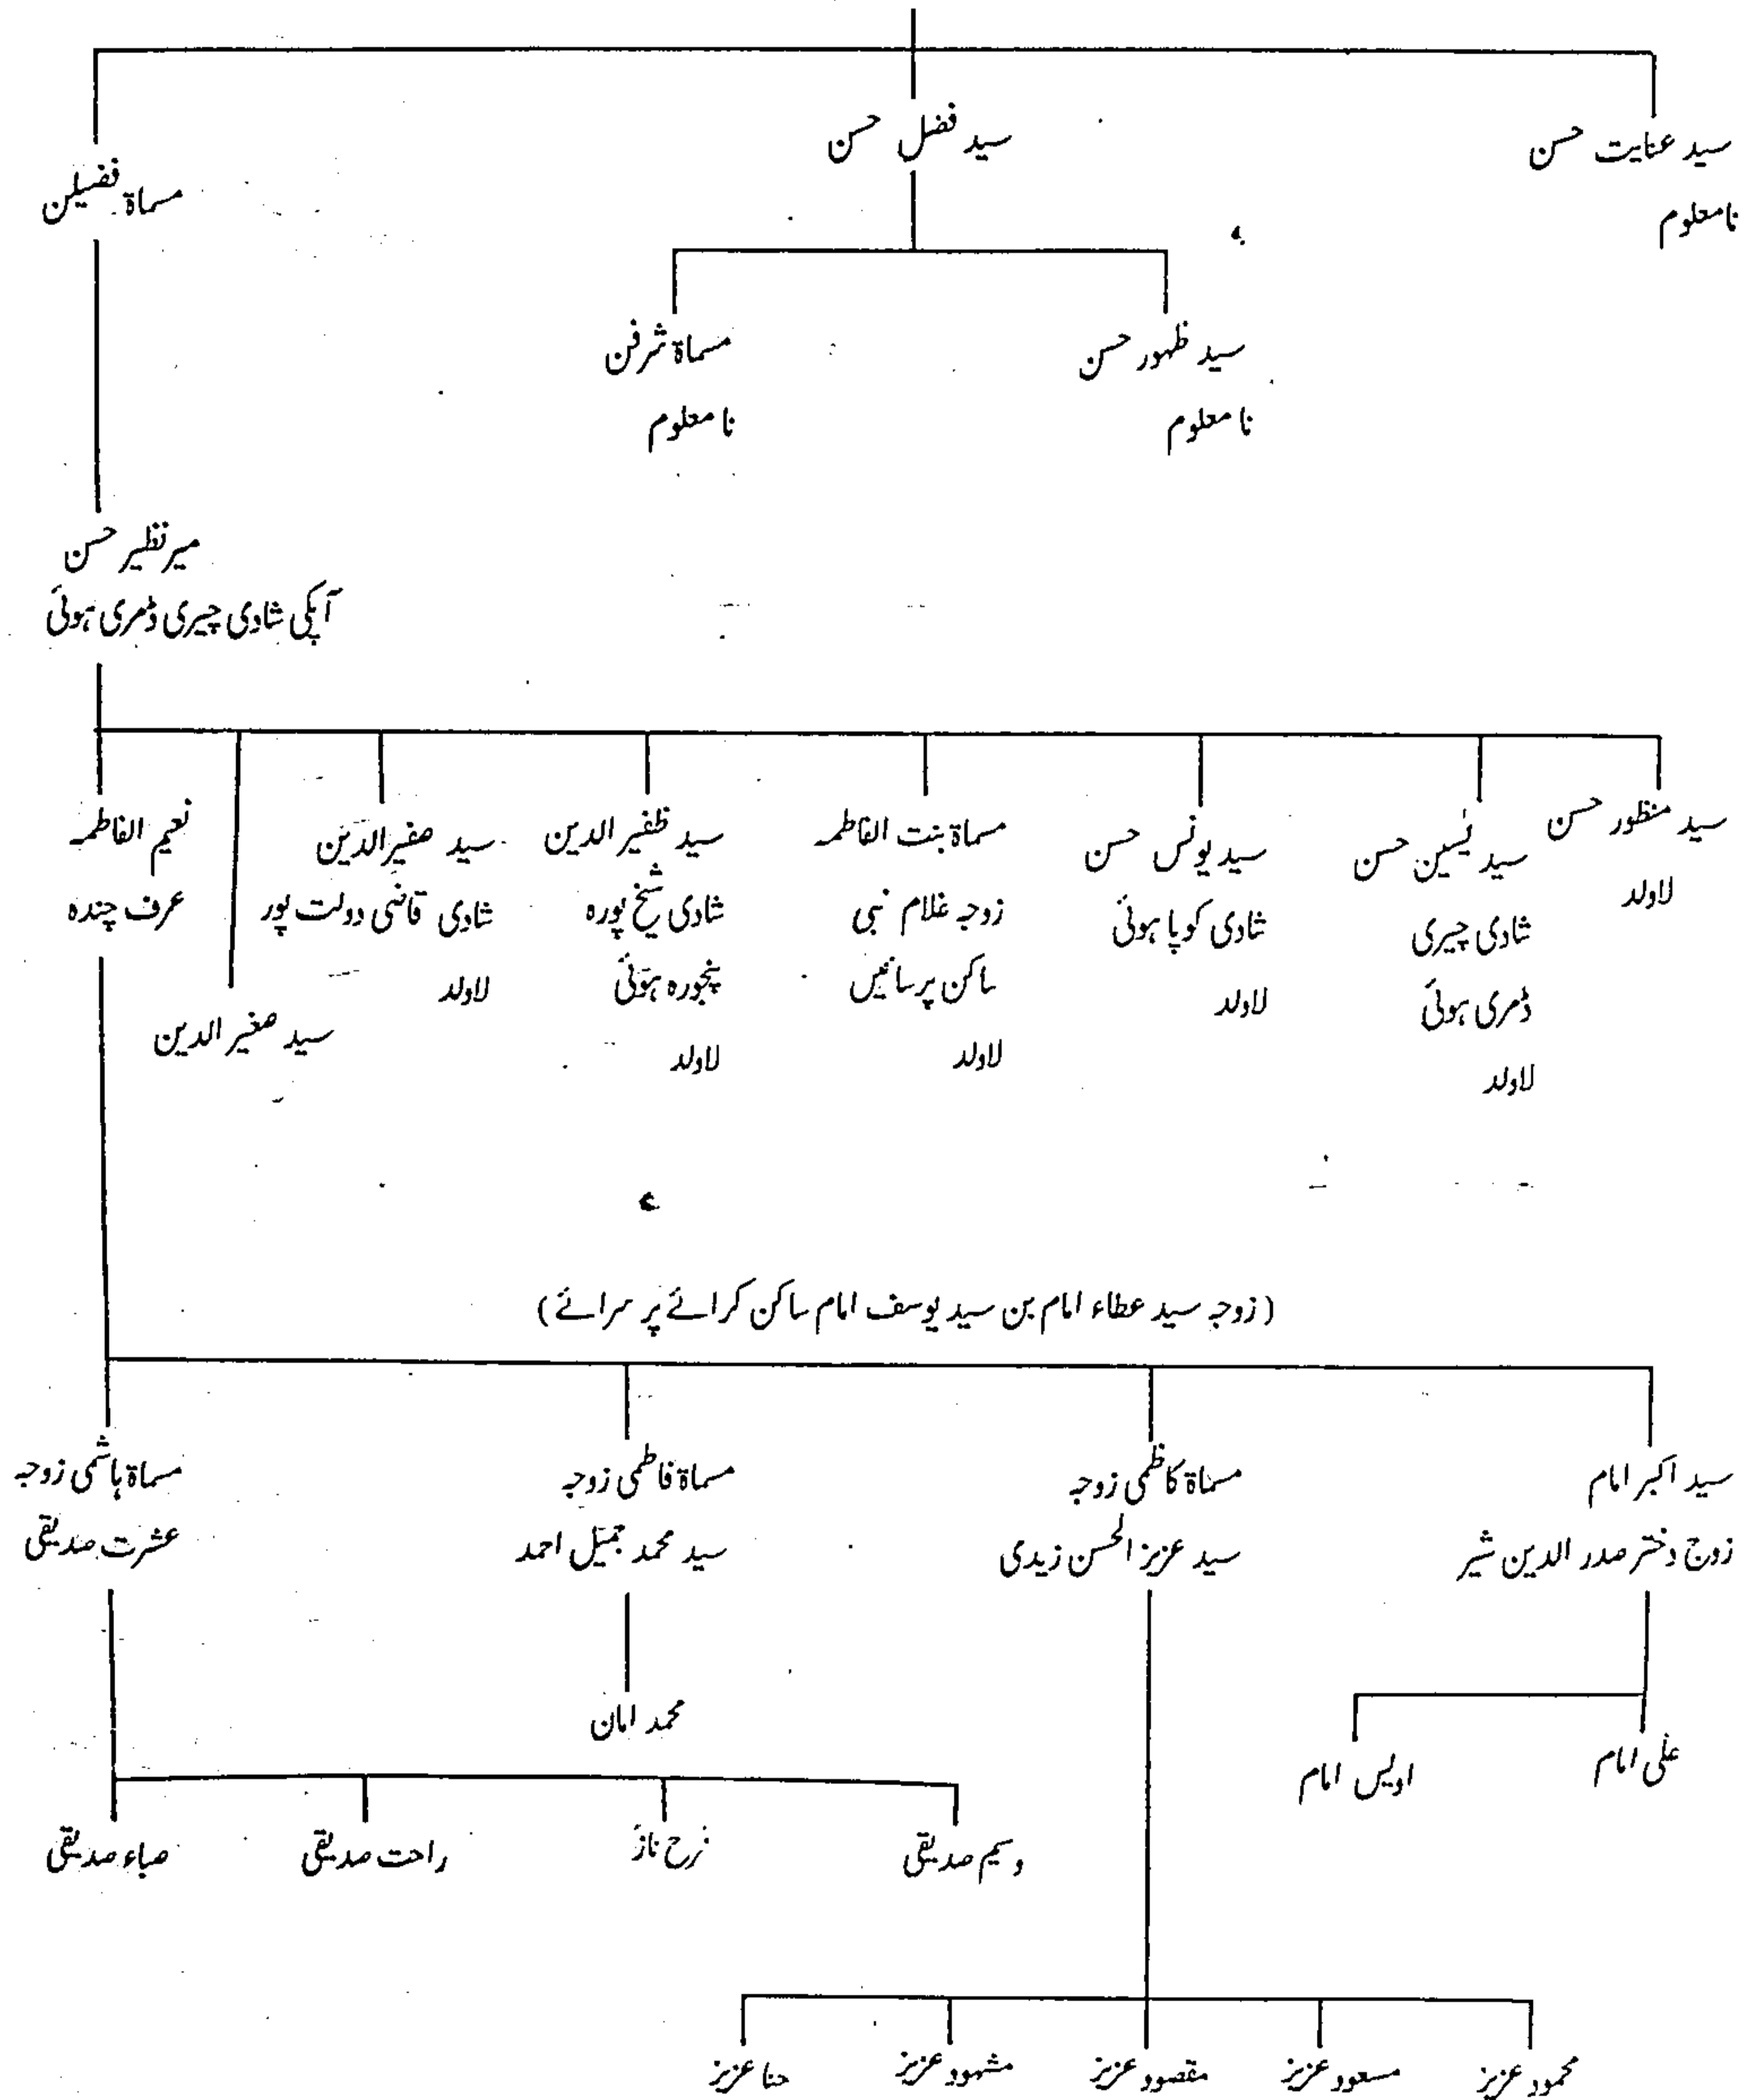 سید عنایت حسن
نامعلوم
سید فضل حسن
مسماۃ فضیلن
سید ظہور حسن
نا معلوم
مسماۃ شرفن
نا معلوم
میر نظیر حسن
آپکی شادی چیری ڈمری ہوئی
سید منظور حسن
لاولد
سید یٰسین حسن
شادی چیری
ڈمری ہوئی
لاولد
سید یونس حسن
شادی کوپا ہوئی
لاولد
مسماۃ بنت الفاطمہ
زوجہ غلام نبی
ساکن پرسائیں
لاولد
سید ظفیر الدین
شادی شیخ پورہ
پنجورہ ہوئی
لاولد
سید صفیر الدین
شادی قاضی دولت پور
لاولد
سید صغیر الدین
نعیم الفاطمہ
عرف چندہ
(زوجہ سید عطاء امام بن سید یوسف امام ساکن کرائے پر سرائے)
سید اکبر امام
زوج دختر صدر الدین شیر
مسماۃ کاظمی زوجہ
سید عزیز الحسن زیدی
مسماۃ فاطمی زوجہ
سید محمد جمیل احمد
مسماۃ ہاشمی زوجہ
عشرت صدیقی
علی امام
اویس امام
محمد امان
وسیم صدیقی
فرح ناز
راحت صدیقی
صباء صدیقی
محمود عزیز
مسعود عزیز
مقصود عزیز
مشہود عزیز
حنا عزیز